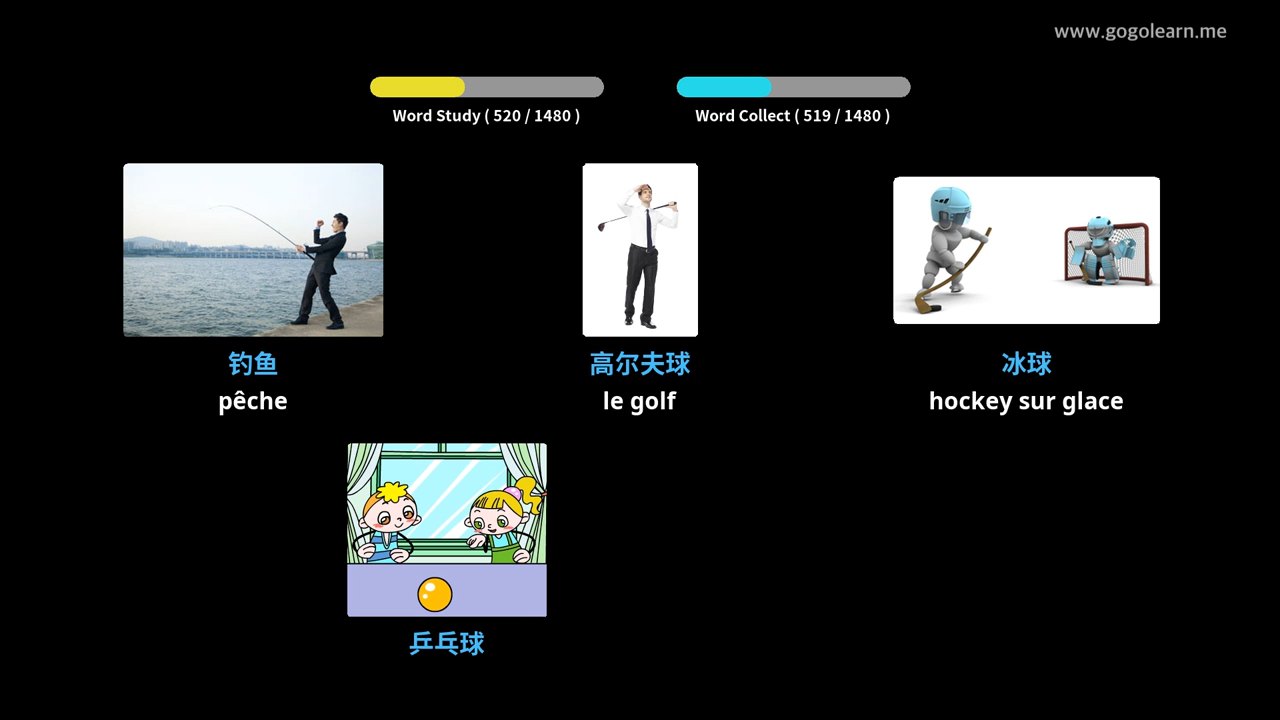 www.gogolearn.me
Word Study ( 520 / 1480 )
Word Collect ( 519 / 1480 )
钓鱼
pêche
高尔夫球
le golf
冰球
hockey sur glace
乒乓球